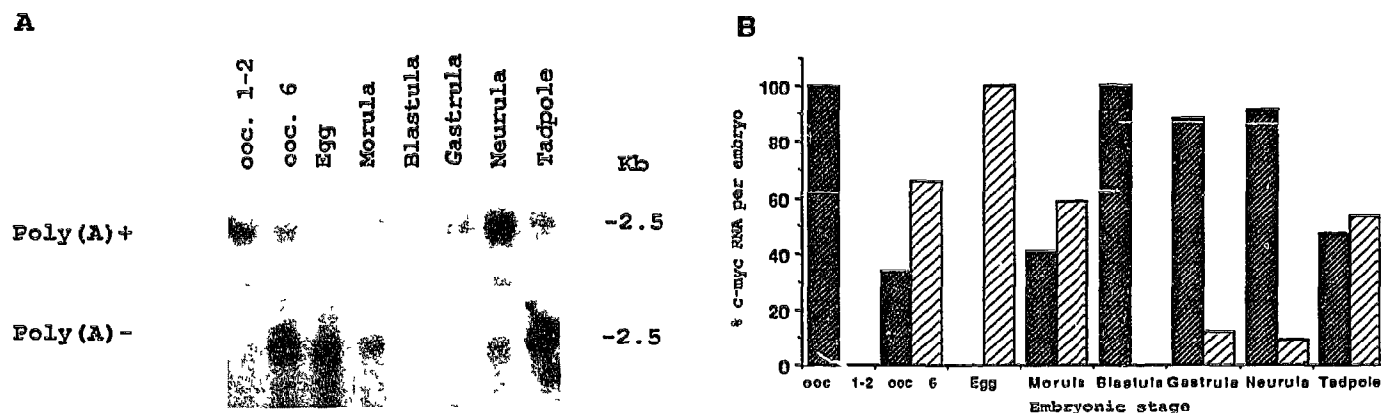 A
ooc. 1-2
ooc. 6
Egg
Morula
Blastula
Gastrula
Neurula
Tadpole
Kb
Poly(A)+
-2.5
Poly(A)-
-2.5
B
% c-myc RNA per embryo
100
80
60
40
20
0
ooc 1-2 ooc 6 Egg Morula Blastula Gastrula Neurula Tadpole
Embryonic stage